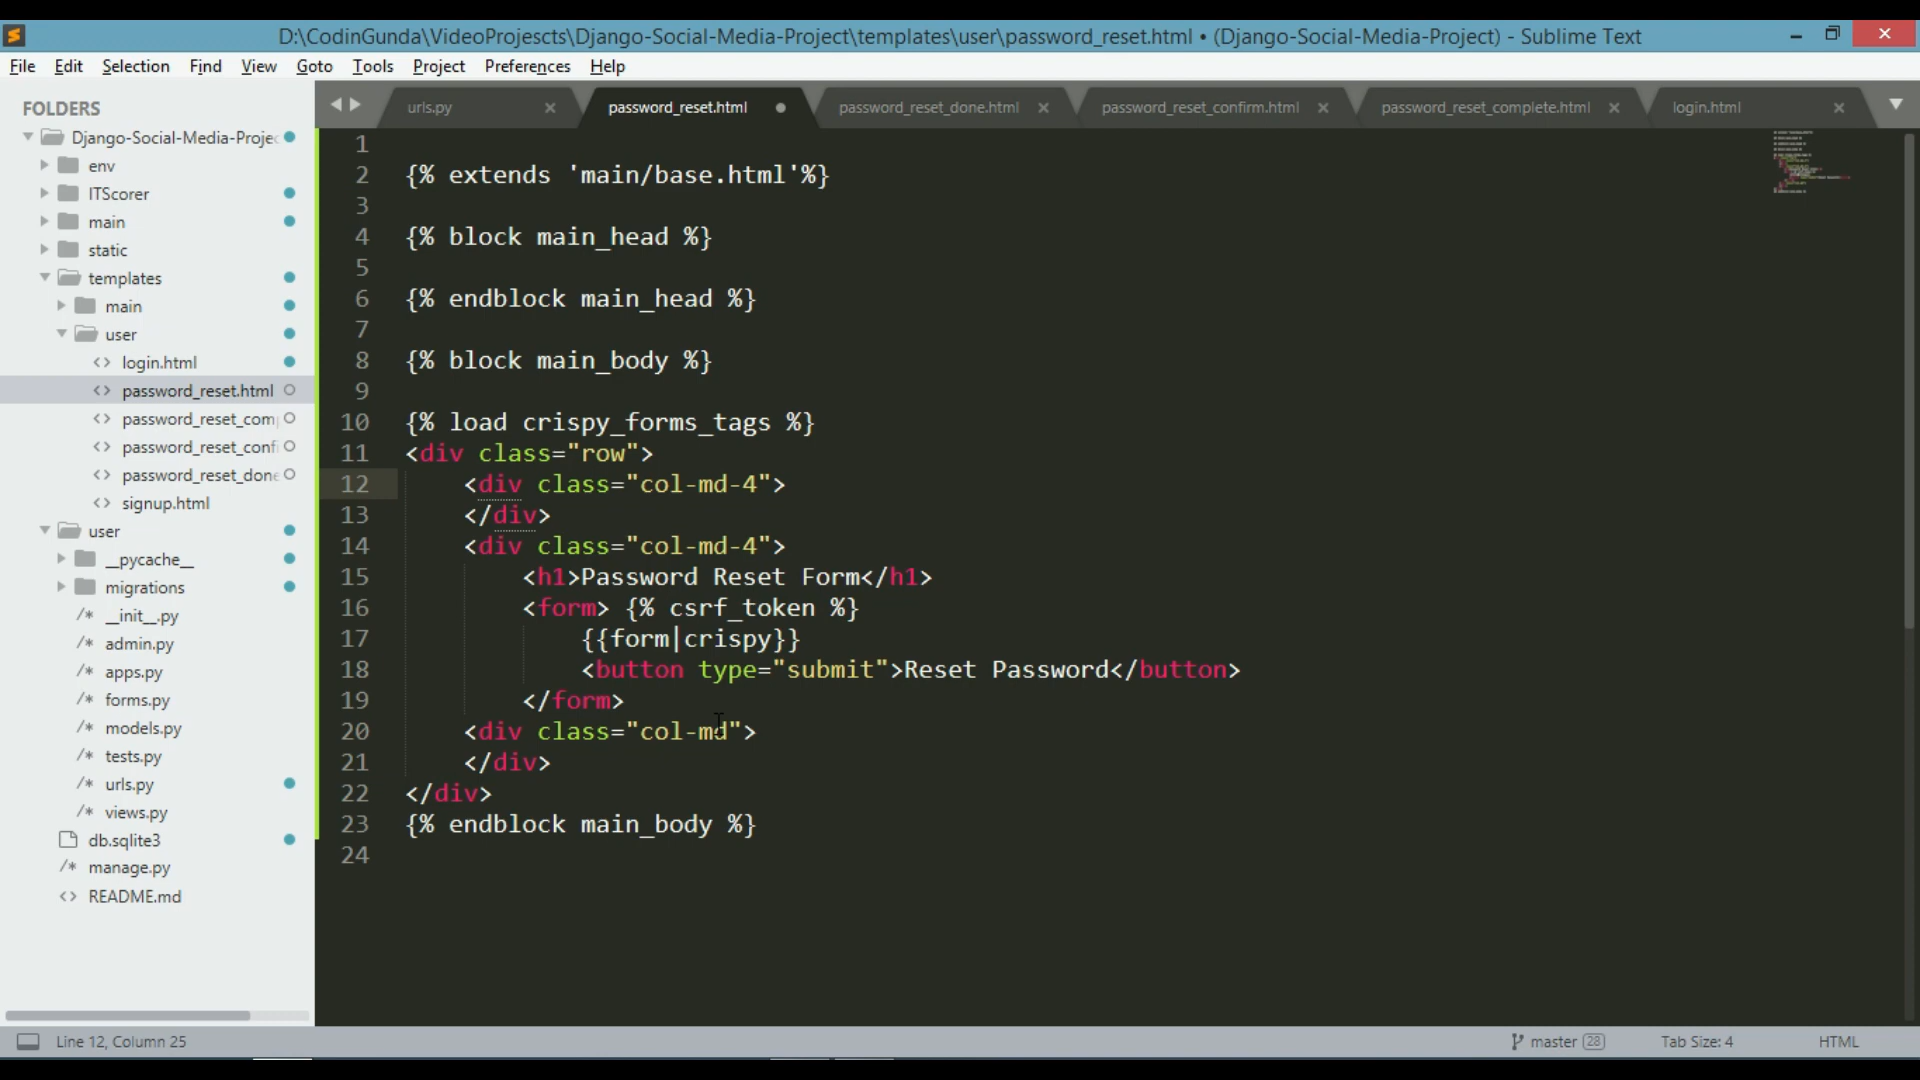 D:\CodinGunda\VideoProjescts\Django-Social-Media-Project\templates\user\password_reset.html • (Django-Social-Media-Project) - Sublime Text
File Edit Selection Find View Goto Tools Project Preferences Help
FOLDERS
Django-Social-Media-Projec
env
ITScorer
main
static
templates
main
user
login.html
password_reset.html
password_reset_com
password_reset_confi
password_reset_done
signup.html
user
__pycache__
migrations
__init__.py
admin.py
apps.py
forms.py
models.py
tests.py
urls.py
views.py
db.sqlite3
manage.py
README.md
urls.py password_reset.html password_reset_done.html password_reset_confirm.html password_reset_complete.html login.html
1
2 {% extends 'main/base.html'%}
3
4 {% block main_head %}
5
6 {% endblock main_head %}
7
8 {% block main_body %}
9
10 {% load crispy_forms_tags %}
11 <div class="row">
12 <div class="col-md-4">
13 </div>
14 <div class="col-md-4">
15 <h1>Password Reset Form</h1>
16 <form> {% csrf_token %}
17 {{form|crispy}}
18 <button type="submit">Reset Password</button>
19 </form>
20 <div class="col-md">
21 </div>
22 </div>
23 {% endblock main_body %}
24
Line 12, Column 25 master 28 Tab Size: 4 HTML